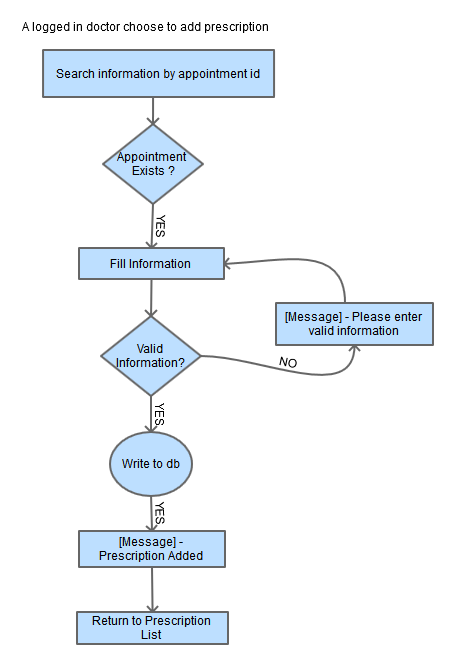 A logged in doctor choose to add prescription
Search information by appointment id
Appointment
Exists ?
YES
Fill Information
[Message] - Please enter
valid information
Valid
Information?
NO
YES
Write to db
YES
[Message] -
Prescription Added
Return to Prescription
List